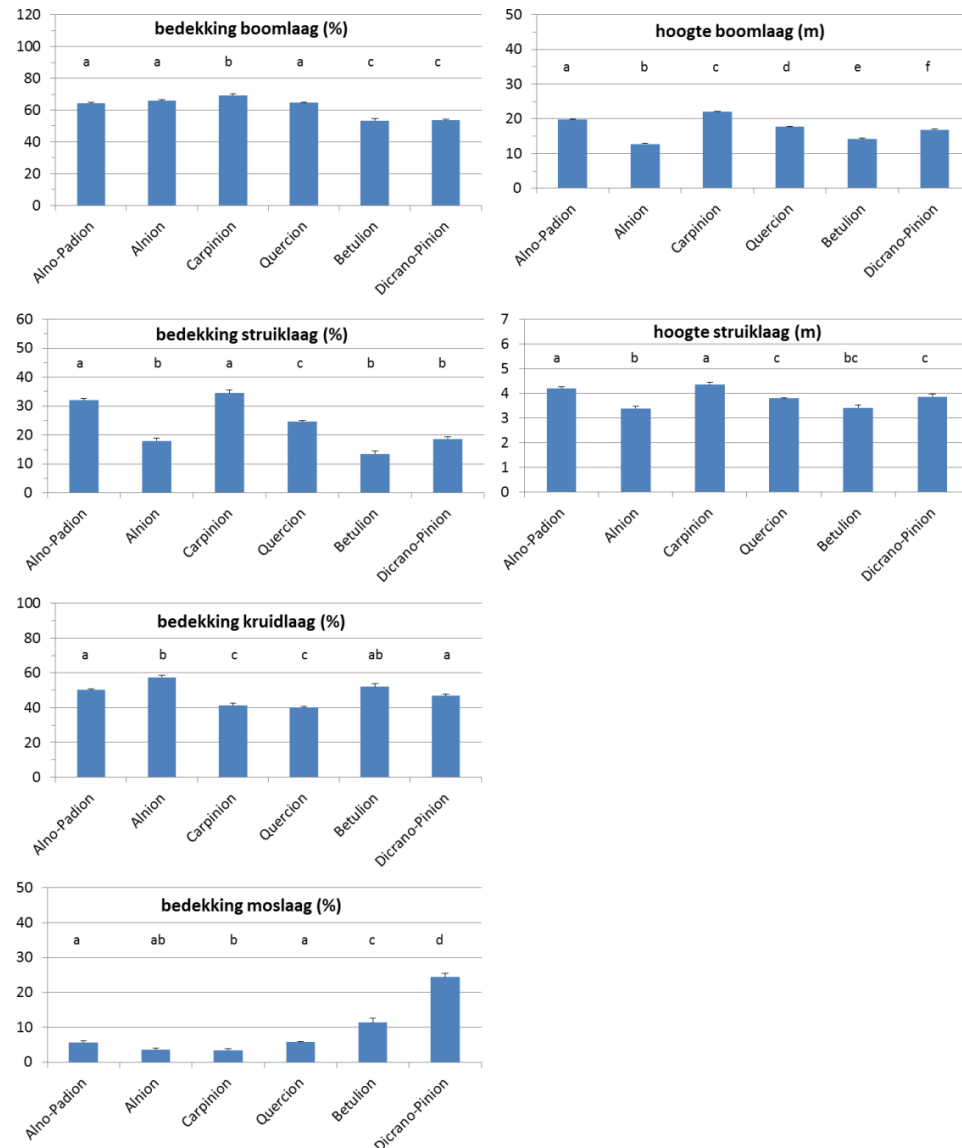 bedekking boomlaag (%)
120
100
80
60
40
20
0
a a b a c c
Alno-Padion
Alnion
Carpinion
Quercion
Betulion
Dicrano-Pinion
hoogte boomlaag (m)
50
40
30
20
10
0
a b c d e f
Alno-Padion
Alnion
Carpinion
Quercion
Betulion
Dicrano-Pinion
bedekking struiklaag (%)
60
50
40
30
20
10
0
a b a c b b
Alno-Padion
Alnion
Carpinion
Quercion
Betulion
Dicrano-Pinion
hoogte struiklaag (m)
7
6
5
4
3
2
1
0
a b a c bc c
Alno-Padion
Alnion
Carpinion
Quercion
Betulion
Dicrano-Pinion
bedekking kruidlaag (%)
100
80
60
40
20
0
a b c c ab a
Alno-Padion
Alnion
Carpinion
Quercion
Betulion
Dicrano-Pinion
bedekking moslaag (%)
50
40
30
20
10
0
a ab b a c d
Alno-Padion
Alnion
Carpinion
Quercion
Betulion
Dicrano-Pinion